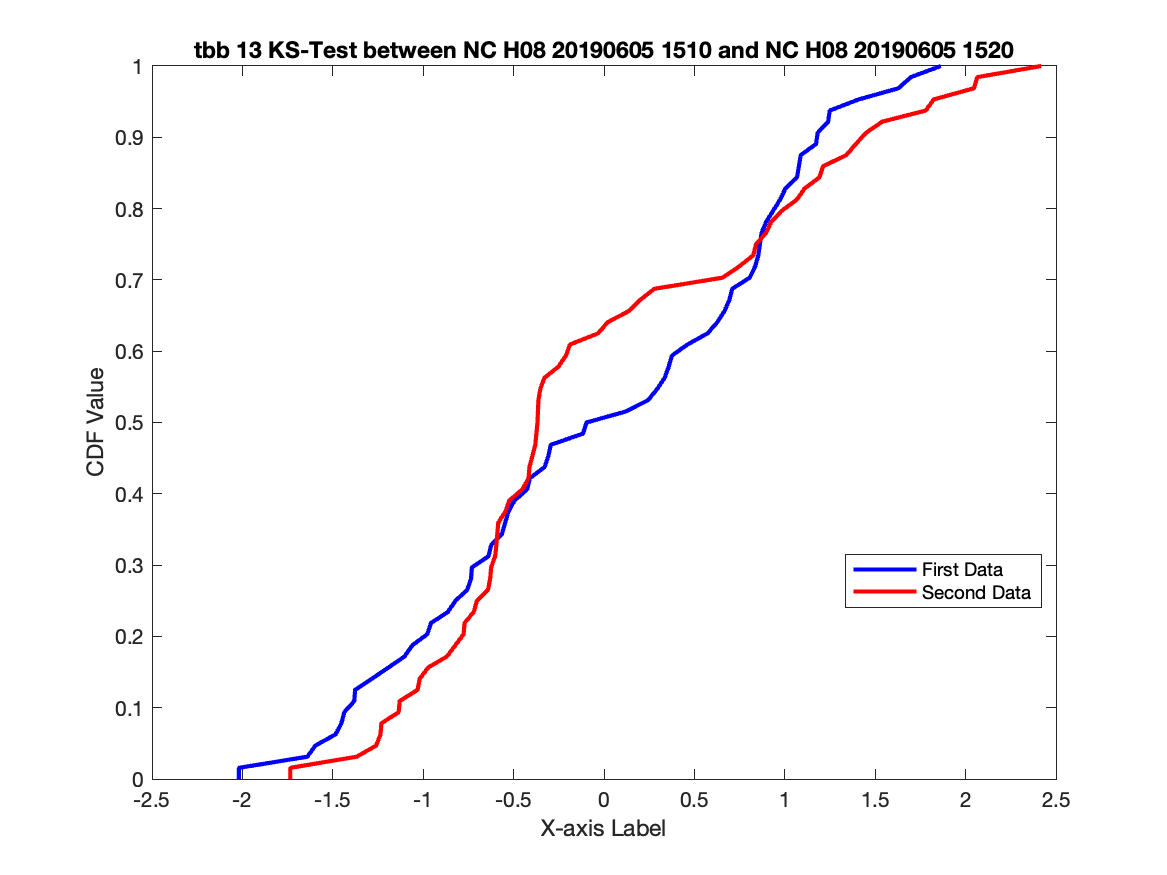 tbb 13 KS-Test between NC H08 20190605 1510 and NC H08 20190605 1520
1
0.9
0.8
0.7
0.6
0.5
0.4
0.3
0.2
0.1
0
CDF Value
First Data
Second Data
-2.5 -2 -1.5 -1 -0.5 0 0.5 1 1.5 2 2.5
X-axis Label